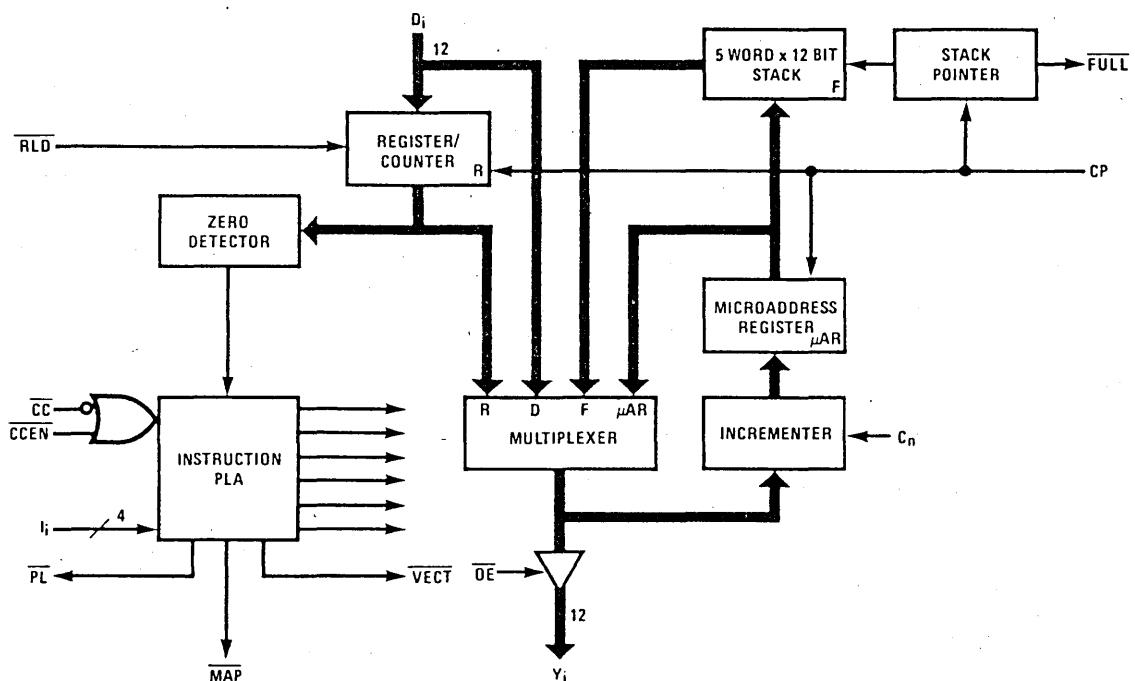 Di
12
5 WORD x 12 BIT
STACK
F
STACK
POINTER
FULL
RLD
REGISTER/
COUNTER
R
CP
ZERO
DETECTOR
MICROADDRESS
REGISTER
μAR
CC
CCEN
INSTRUCTION
PLA
R D F μAR
MULTIPLEXER
INCREMENTER
Cn
Ii
4
PL
VECT
OE
12
MAP
Yi